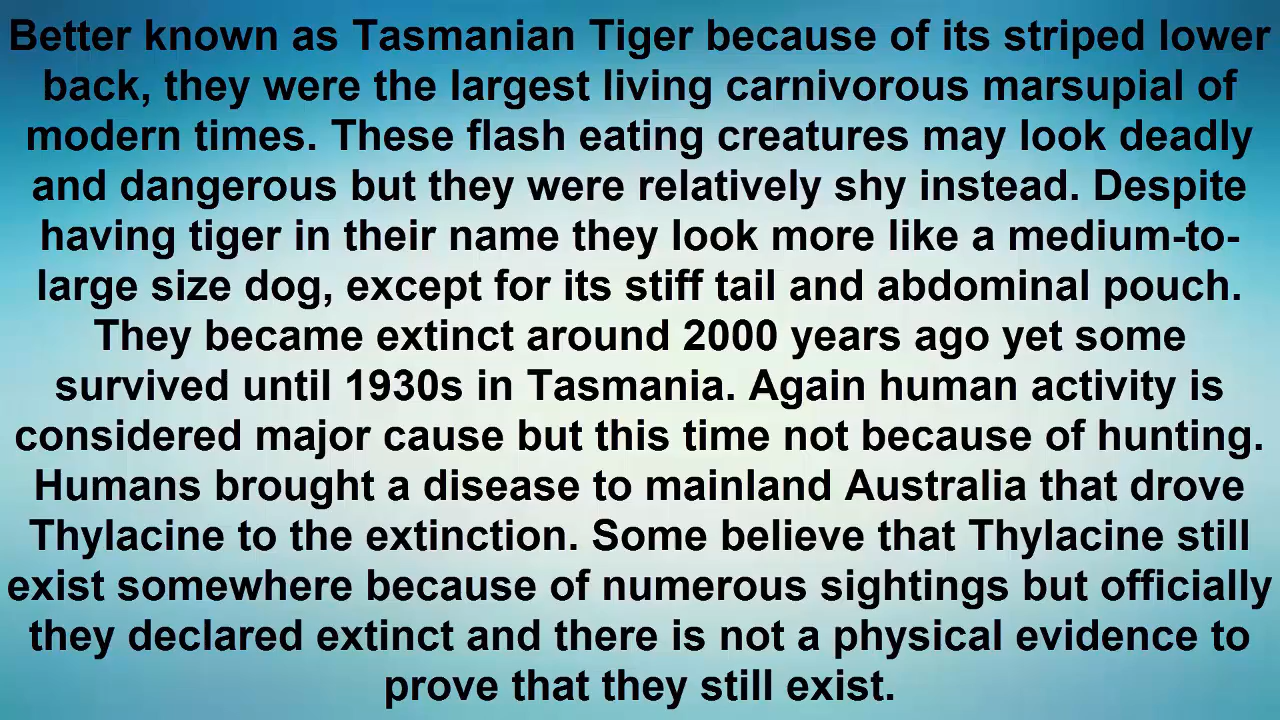 Better known as Tasmanian Tiger because of its striped lower
back, they were the largest living carnivorous marsupial of
modern times. These flash eating creatures may look deadly
and dangerous but they were relatively shy instead. Despite
having tiger in their name they look more like a medium-to-
large size dog, except for its stiff tail and abdominal pouch.
They became extinct around 2000 years ago yet some
survived until 1930s in Tasmania. Again human activity is
considered major cause but this time not because of hunting.
Humans brought a disease to mainland Australia that drove
Thylacine to the extinction. Some believe that Thylacine still
exist somewhere because of numerous sightings but officially
they declared extinct and there is not a physical evidence to
prove that they still exist.